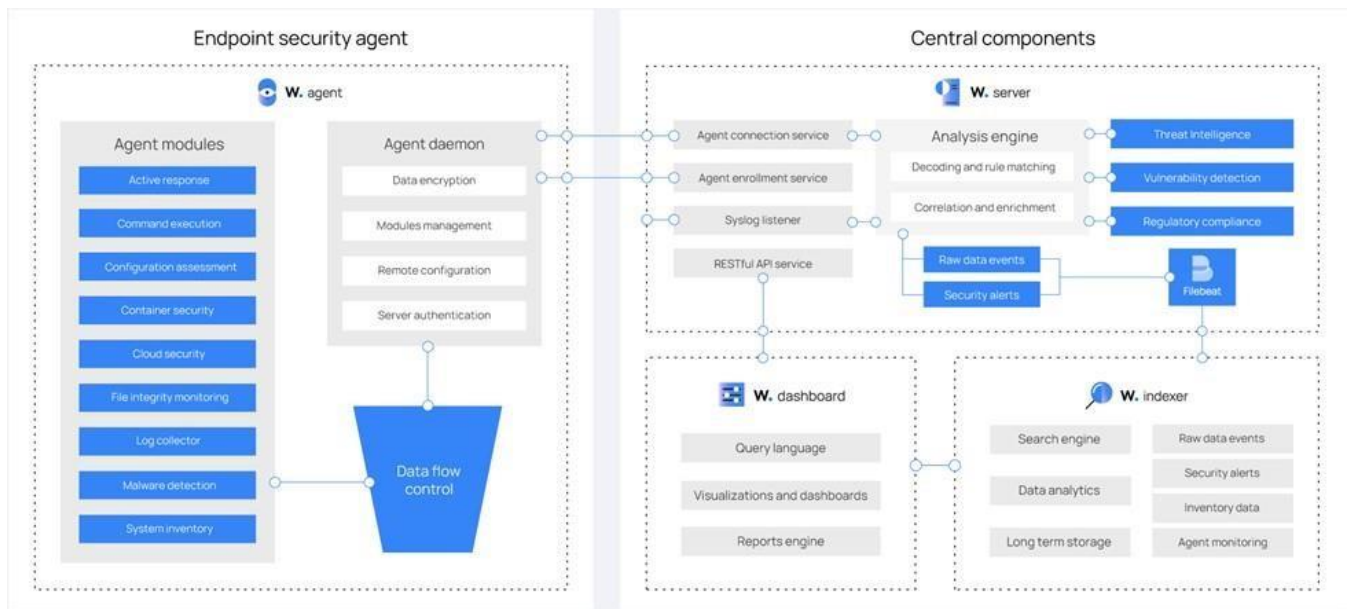 Endpoint security agent
W. agent
Agent modules
Active response
Command execution
Configuration assessment
Container security
Cloud security
File integrity monitoring
Log collector
Malware detection
System inventory
Agent daemon
Data encryption
Modules management
Remote configuration
Server authentication
Data flow
control
Central components
W. server
Agent connection service
Agent enrollment service
Syslog listener
RESTful API service
Analysis engine
Decoding and rule matching
Correlation and enrichment
Threat Intelligence
Vulnerability detection
Regulatory compliance
Raw data events
Security alerts
Filebeat
W. dashboard
Query language
Visualizations and dashboards
Reports engine
W. indexer
Search engine
Data analytics
Long term storage
Raw data events
Security alerts
Inventory data
Agent monitoring